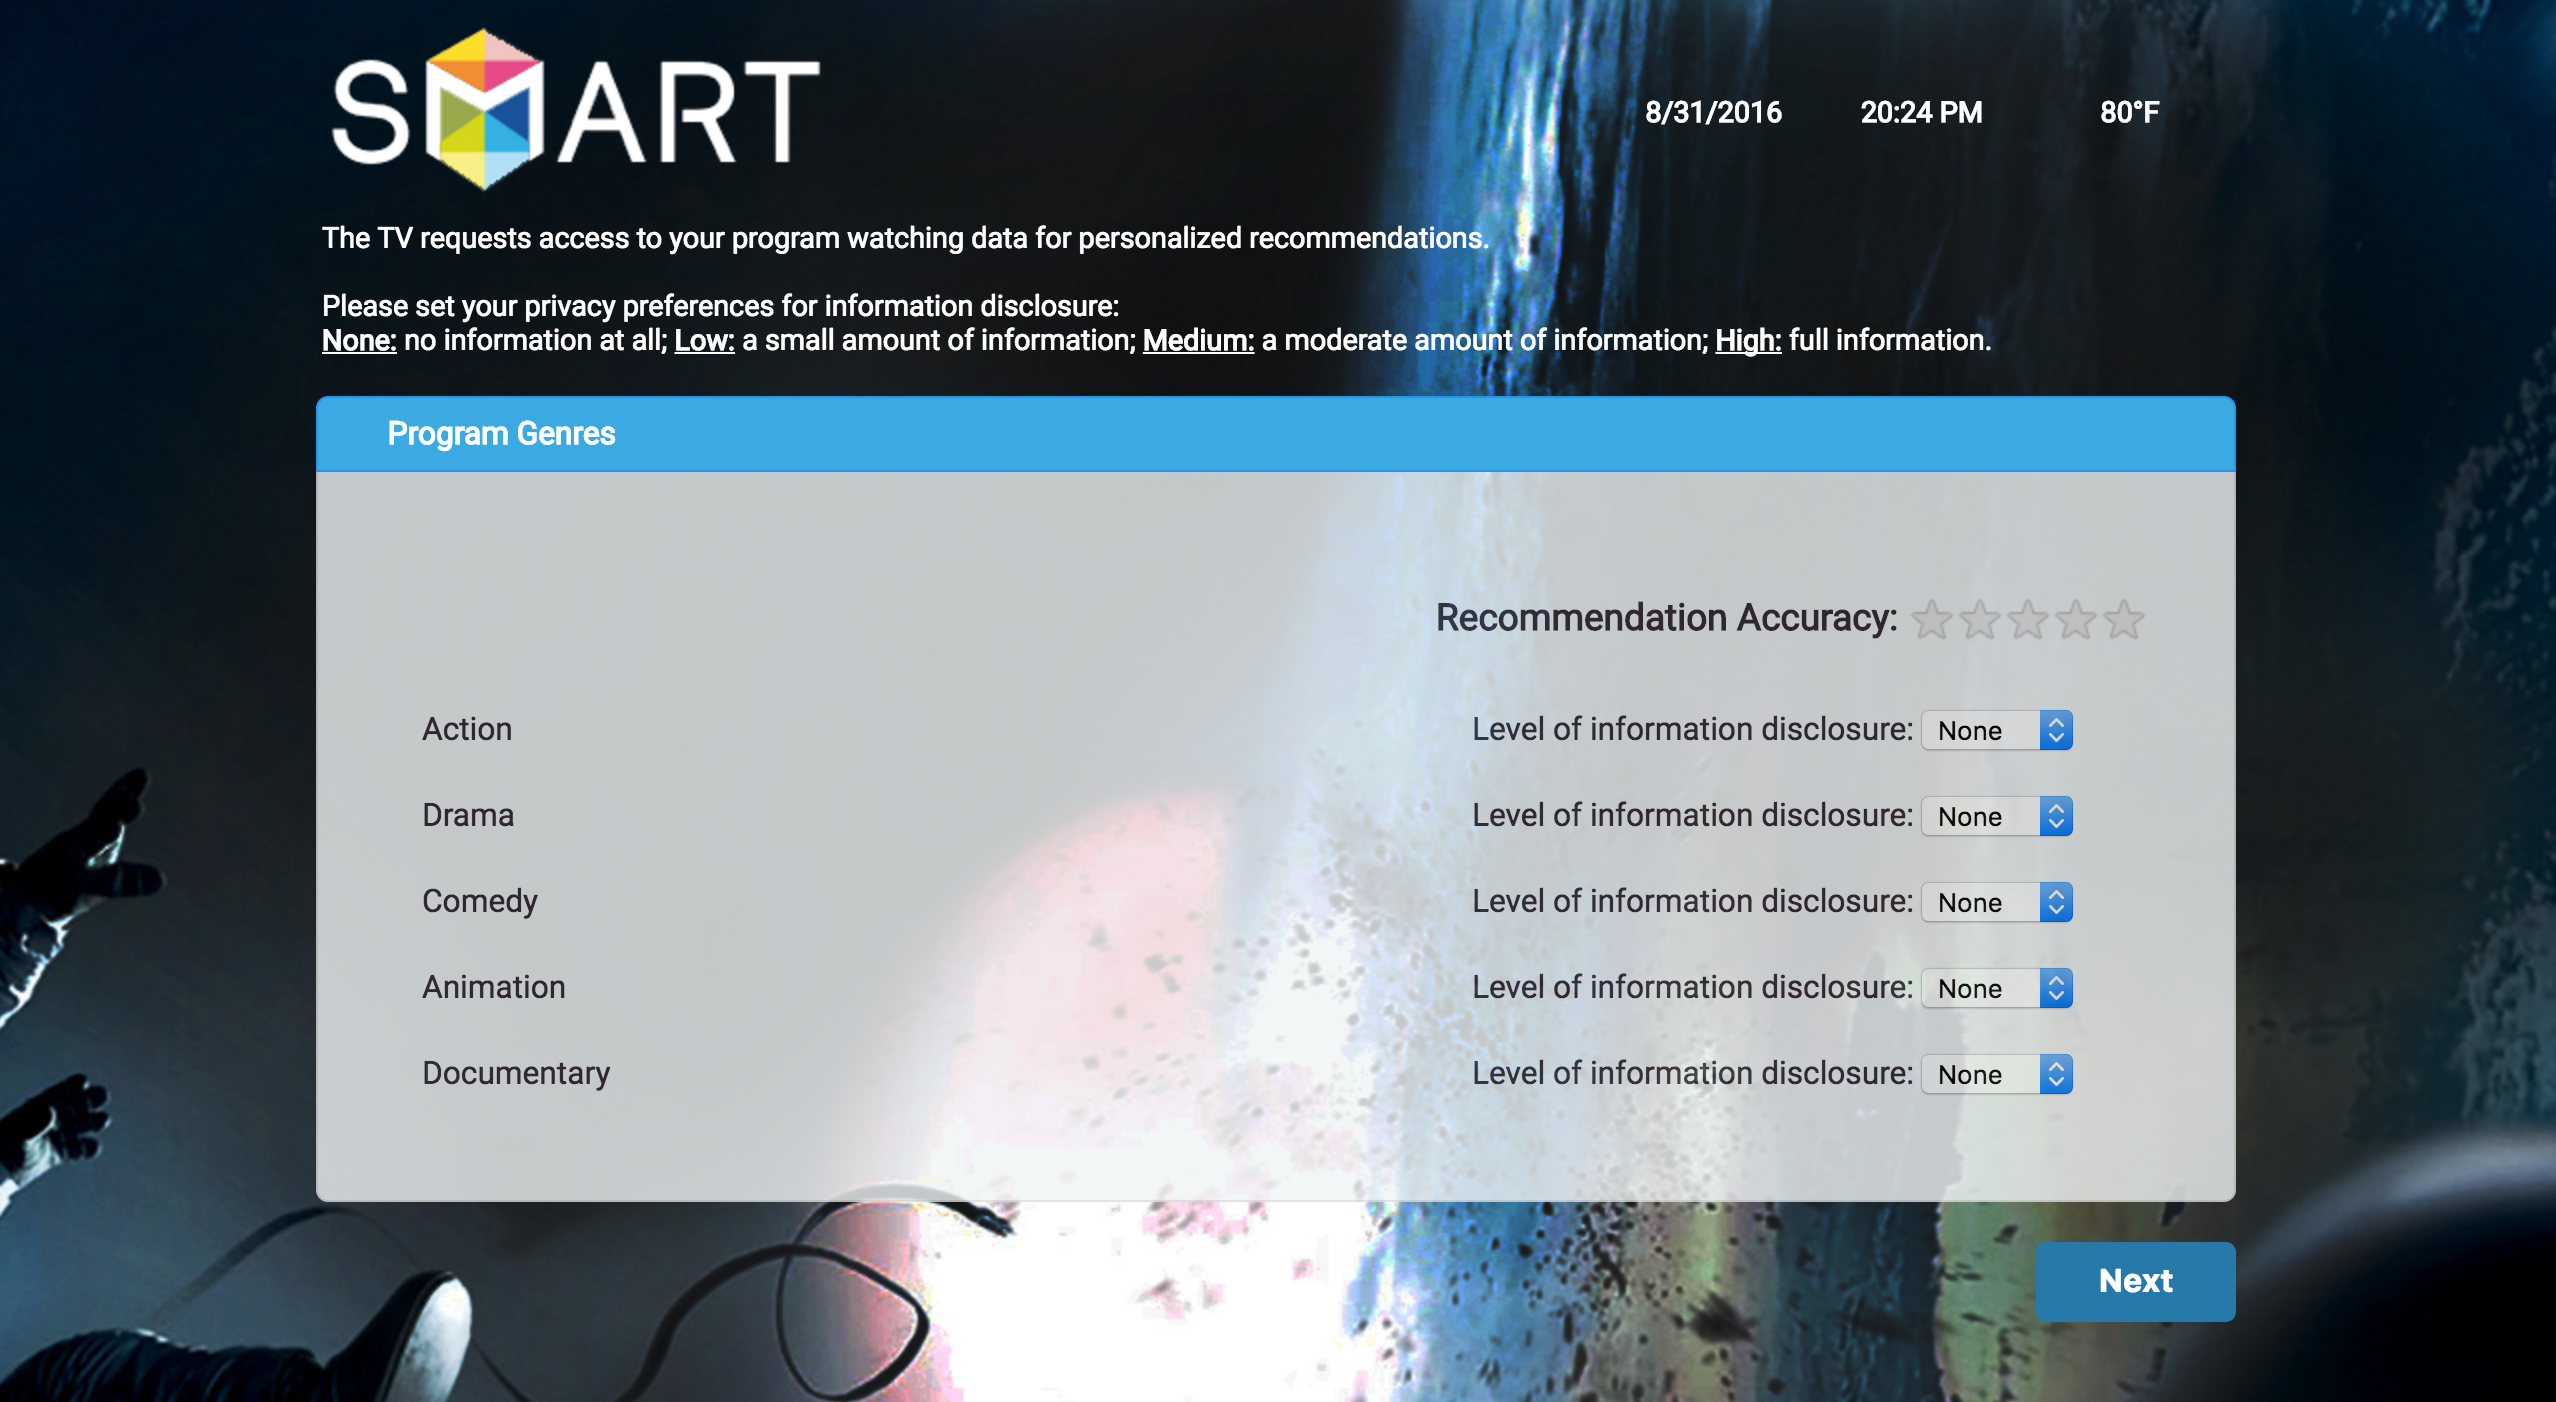 SMART
8/31/2016 20:24 PM 80°F
The TV requests access to your program watching data for personalized recommendations.
Please set your privacy preferences for information disclosure:
None: no information at all; Low: a small amount of information; Medium: a moderate amount of information; High: full information.
Program Genres
Recommendation Accuracy:
Action Level of information disclosure: None
Drama Level of information disclosure: None
Comedy Level of information disclosure: None
Animation Level of information disclosure: None
Documentary Level of information disclosure: None
Next